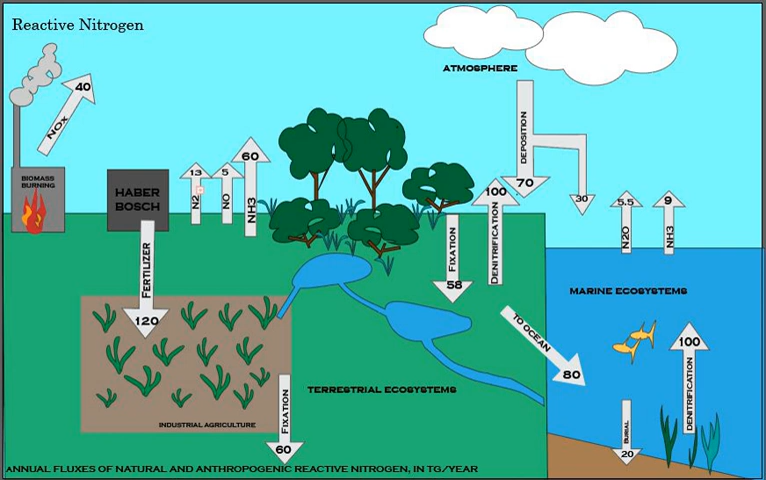 Reactive Nitrogen
ATMOSPHERE
40
NOx
BIOMASS
BURNING
HABER
BOSCH
13
N2
5
NO
60
NH3
DEPOSITION
70
30
100
DENITRIFICATION
5.5
N2O
9
NH3
FERTILIZER
120
FIXATION
58
MARINE ECOSYSTEMS
TO OCEAN
80
100
DENITRIFICATION
TERRESTRIAL ECOSYSTEMS
FIXATION
60
INDUSTRIAL AGRICULTURE
BURIAL
20
ANNUAL FLUXES OF NATURAL AND ANTHROPOGENIC REACTIVE NITROGEN, IN TG/YEAR